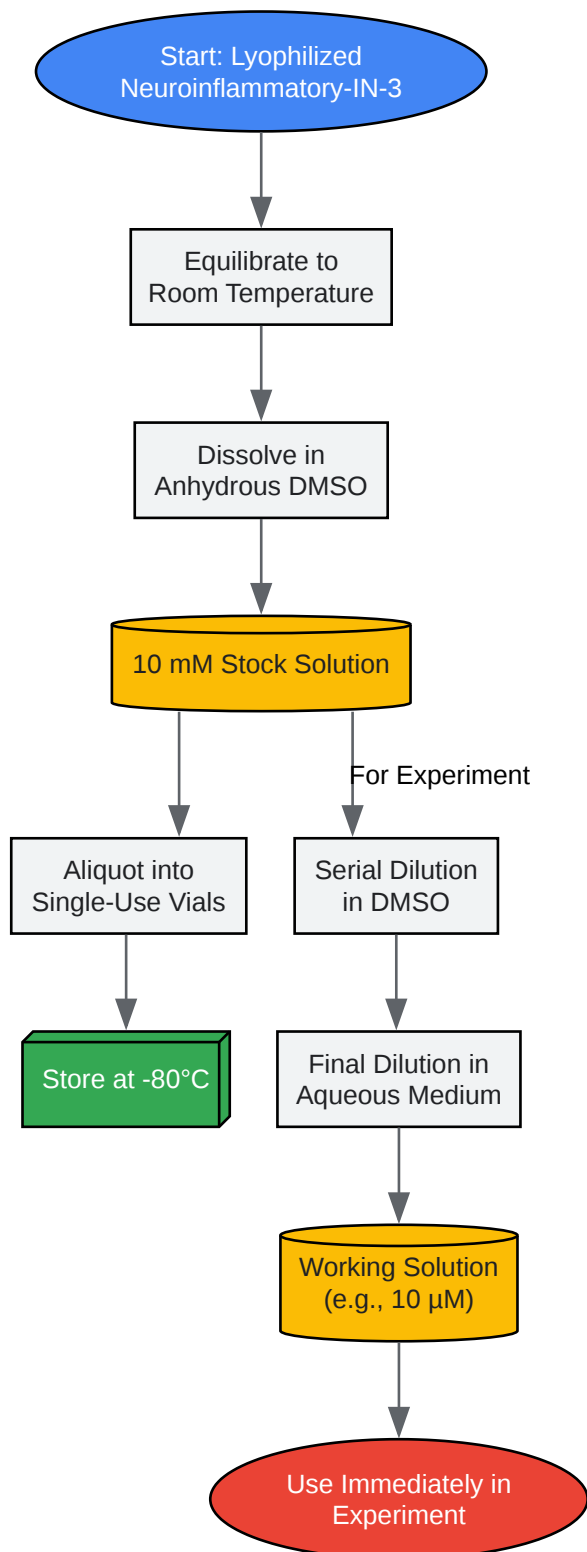 Start: Lyophilized
Neuroinflammatory-IN-3
Equilibrate to
Room Temperature
Dissolve in
Anhydrous DMSO
10 mM Stock Solution
For Experiment
Aliquot into
Single-Use Vials
Serial Dilution
in DMSO
Store at -80°C
Final Dilution in
Aqueous Medium
Working Solution
(e.g., 10 µM)
Use Immediately in
Experiment